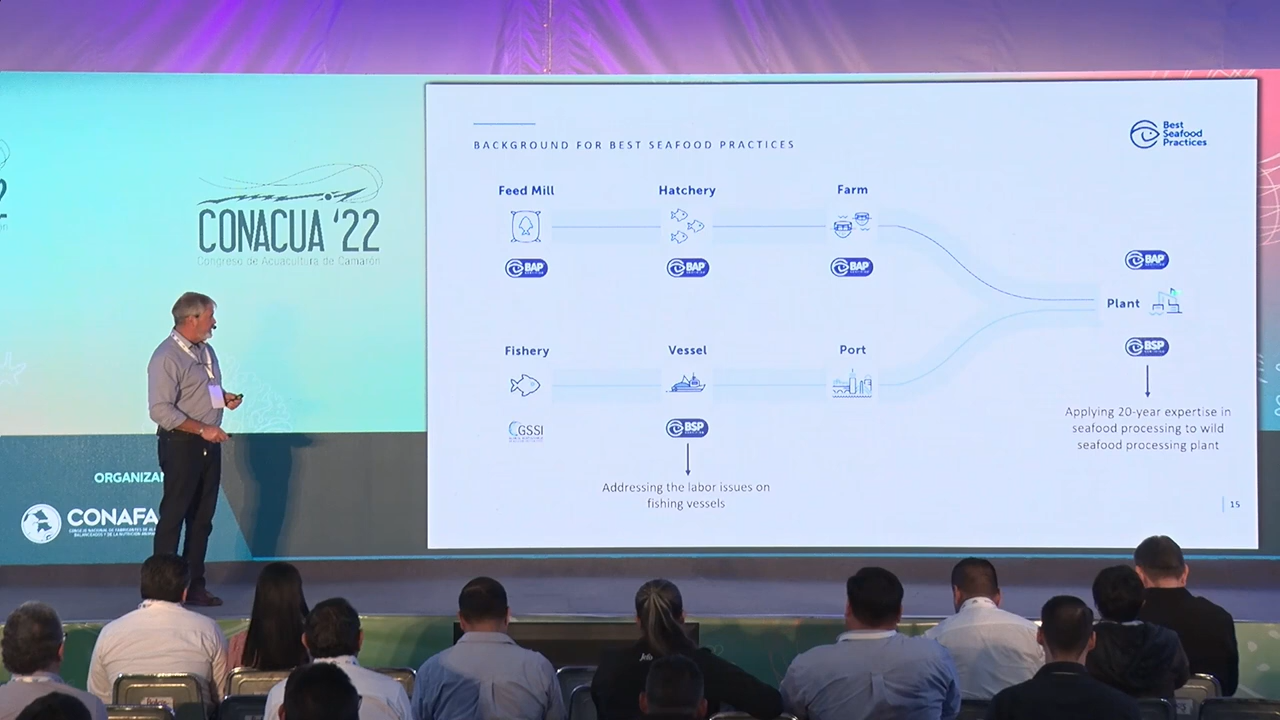 BACKGROUND FOR BEST SEAFOOD PRACTICES
Best
Seafood
Practices
Feed Mill
Hatchery
Farm
BAP
BAP
BAP
BAP
Plant
BSP
Fishery
Vessel
Port
GSSI
BSP
Applying 20-year expertise in
seafood processing to wild
seafood processing plant
Addressing the labor issues on
fishing vessels
15
CONACUA '22
Congreso de Acuacultura de Camarón
ORGANIZA
CONAFA